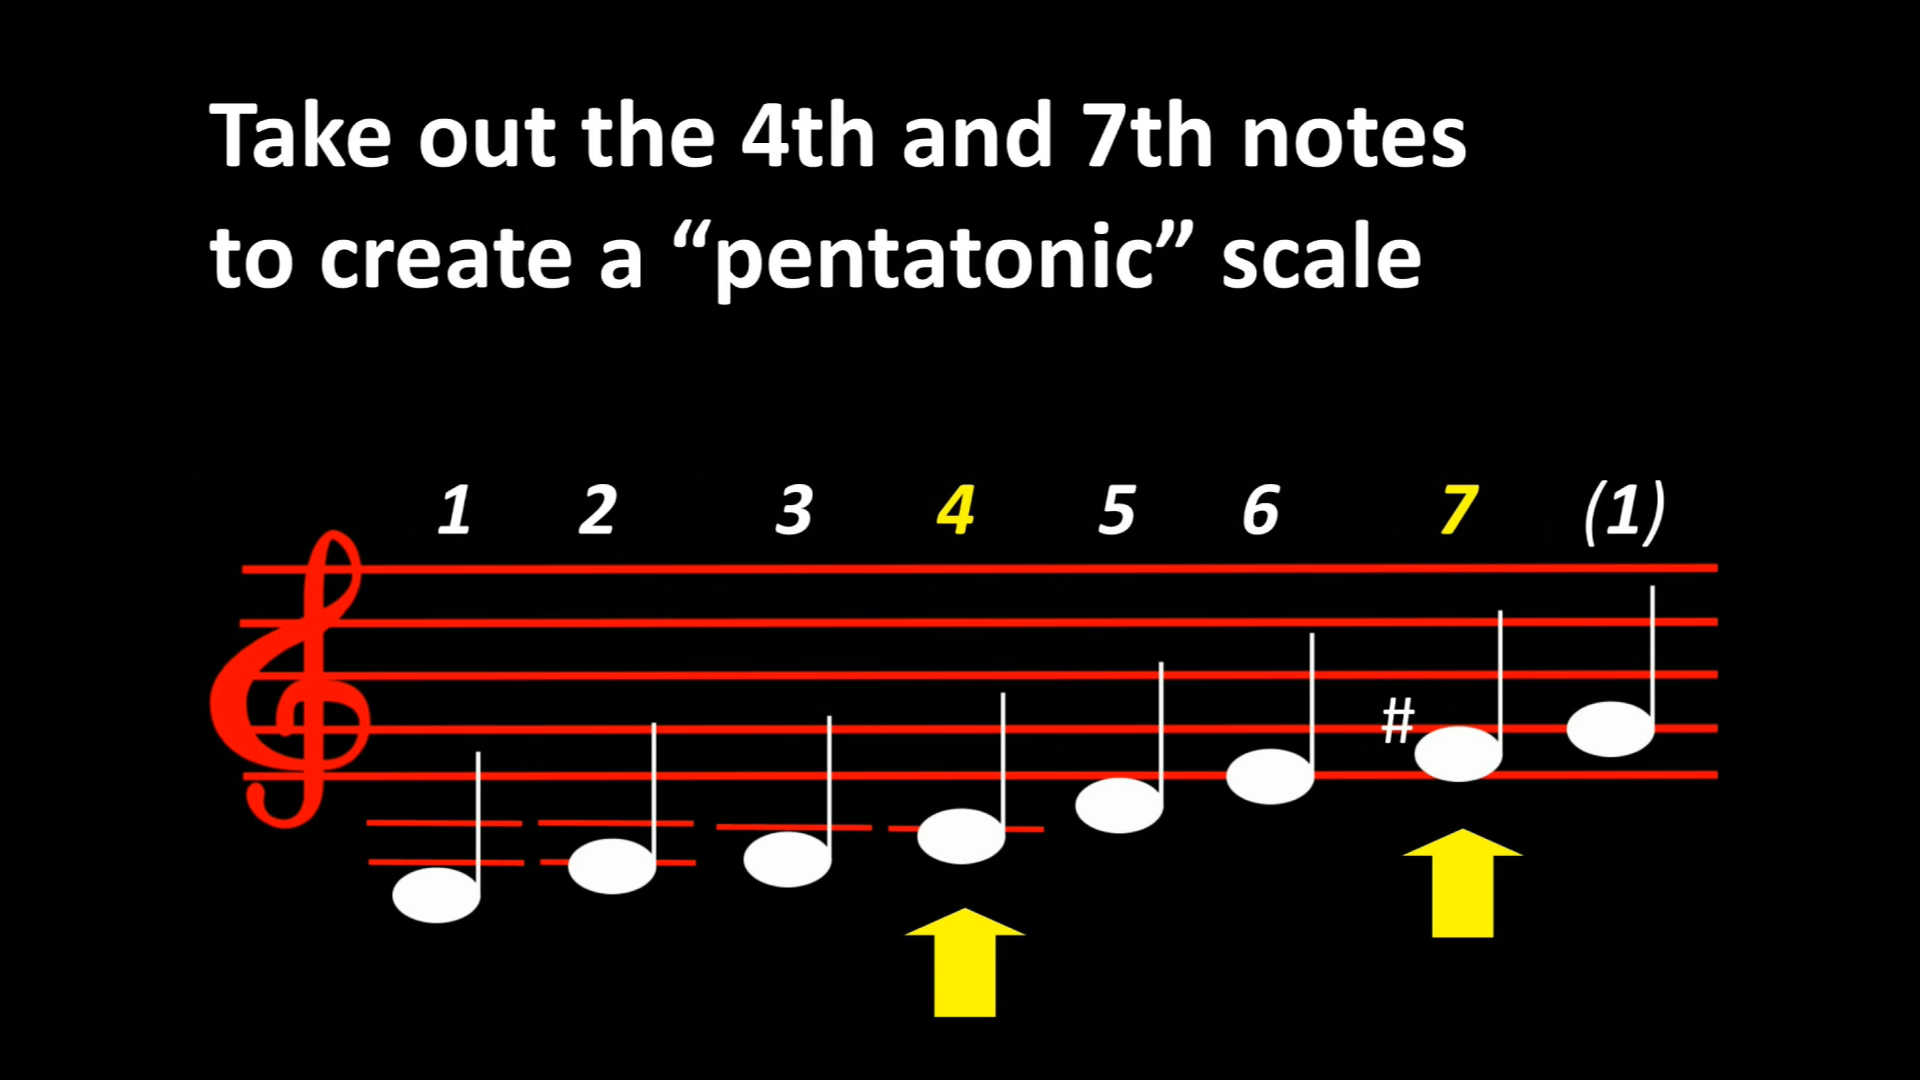 Take out the 4th and 7th notes
to create a “pentatonic” scale
1 2 3 4 5 6 7 (1)
#